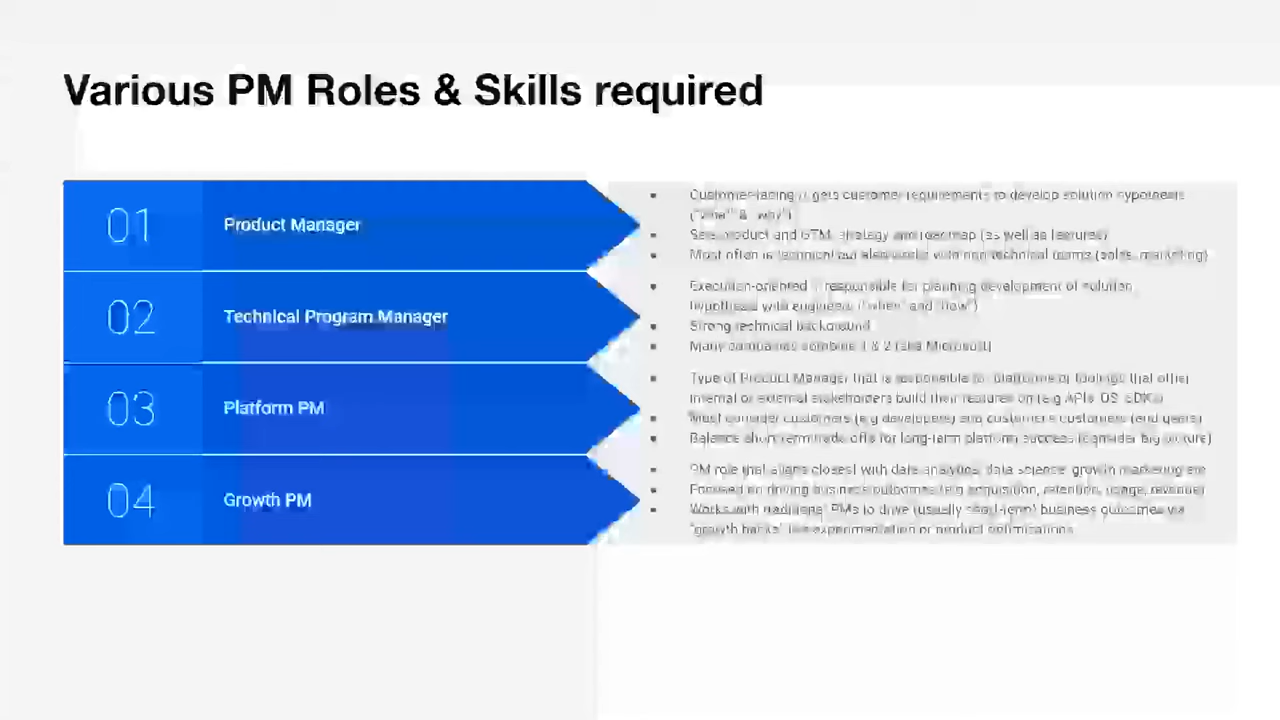 Various PM Roles & Skills required
01
Product Manager
Customer-facing // gets customer requirements to develop solution hypothesis
& "why")
product and GTM strategy and roadmap (as well as features)
Most often is technical but also works with non-technical teams (sales, marketing)
02
Technical Program Manager
Execution-oriented // responsible for planning development of solution
hypothesis with engineers ("when" and "how")
Strong technical background
Many companies combine 1 & 2 (aka Microsoft)
03
Platform PM
Type of Product Manager that is responsible for platforms or toolings that other
internal or external stakeholders build their features on (e.g APIs, OS, SDKs)
Must consider customers (e.g developers) and customer's customers (end users)
Balance short term trade offs for long-term platform success (consider big picture)
04
Growth PM
PM role that aligns closest with data analytics, data science, growth marketing etc
Focused on driving business outcomes (e.g acquisition, retention, usage, revenue)
Works with traditional PMs to drive (usually short-term) business outcomes via
"growth hacks" like experimentation or product optimizations